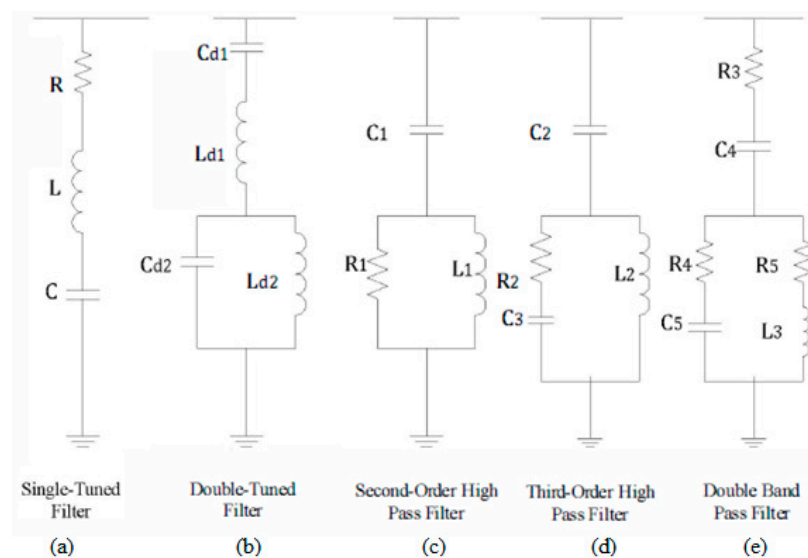 R
L
C
Cd1
Ld1
Cd2
Ld2
C1
R1
L1
C2
R2
C3
L2
R3
C4
R4
C5
R5
L3
Single-Tuned
Filter
(a)
Double-Tuned
Filter
(b)
Second-Order High
Pass Filter
(c)
Third-Order High
Pass Filter
(d)
Double Band
Pass Filter
(e)